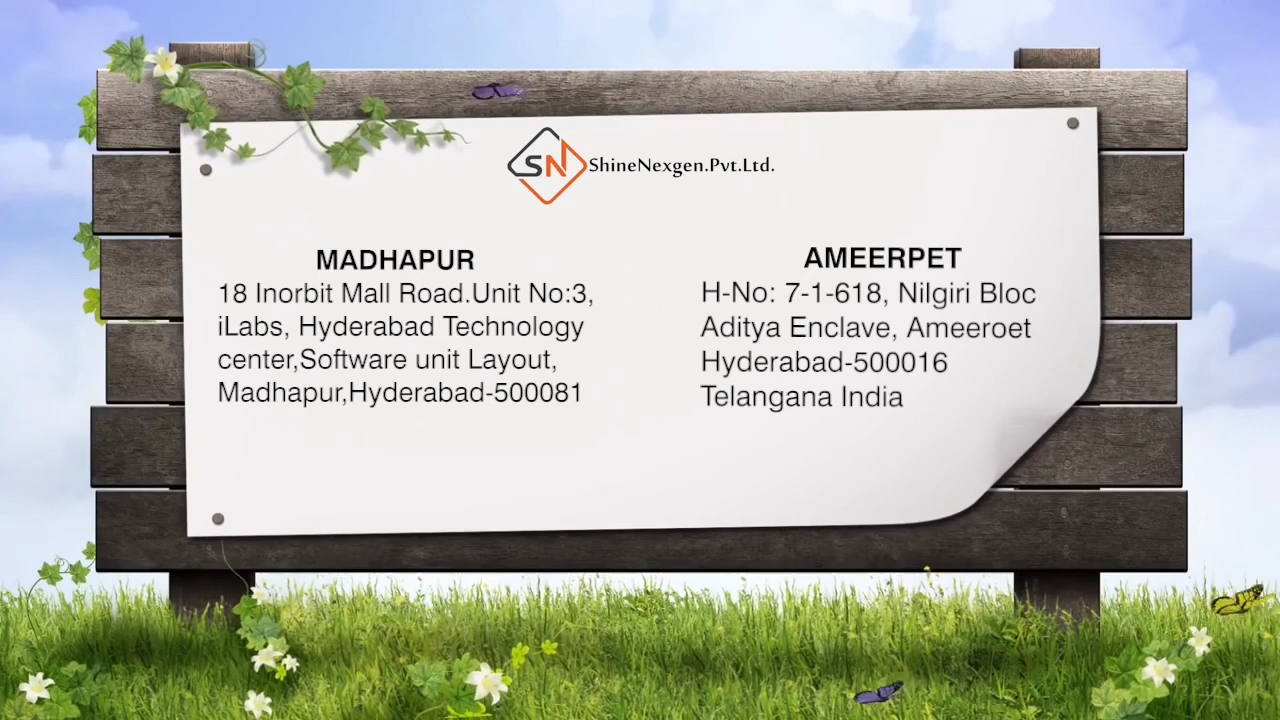 SN ShineNexgen.Pvt.Ltd.
MADHAPUR
18 Inorbit Mall Road.Unit No:3,
iLabs, Hyderabad Technology
center,Software unit Layout,
Madhapur,Hyderabad-500081
AMEERPET
H-No: 7-1-618, Nilgiri Bloc
Aditya Enclave, Ameeroet
Hyderabad-500016
Telangana India